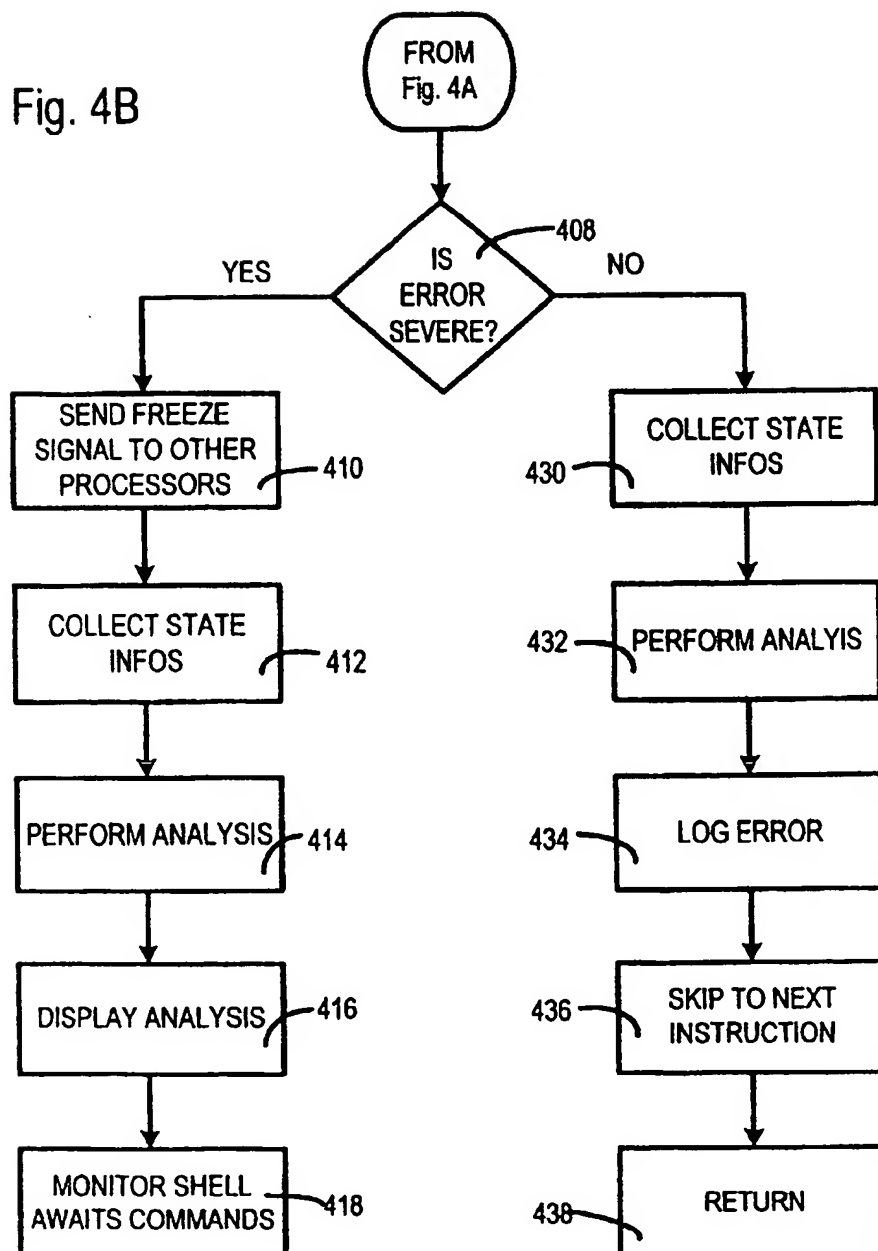 Fig. 4B
FROM
Fig. 4A
408
IS
ERROR
SEVERE?
YES
NO
SEND FREEZE
SIGNAL TO OTHER
PROCESSORS
410
COLLECT STATE
INFOS
412
PERFORM ANALYSIS
414
DISPLAY ANALYSIS
416
MONITOR SHELL
AWAITS COMMANDS
418
COLLECT STATE
INFOS
430
PERFORM ANALYIS
432
LOG ERROR
434
SKIP TO NEXT
INSTRUCTION
436
RETURN
438